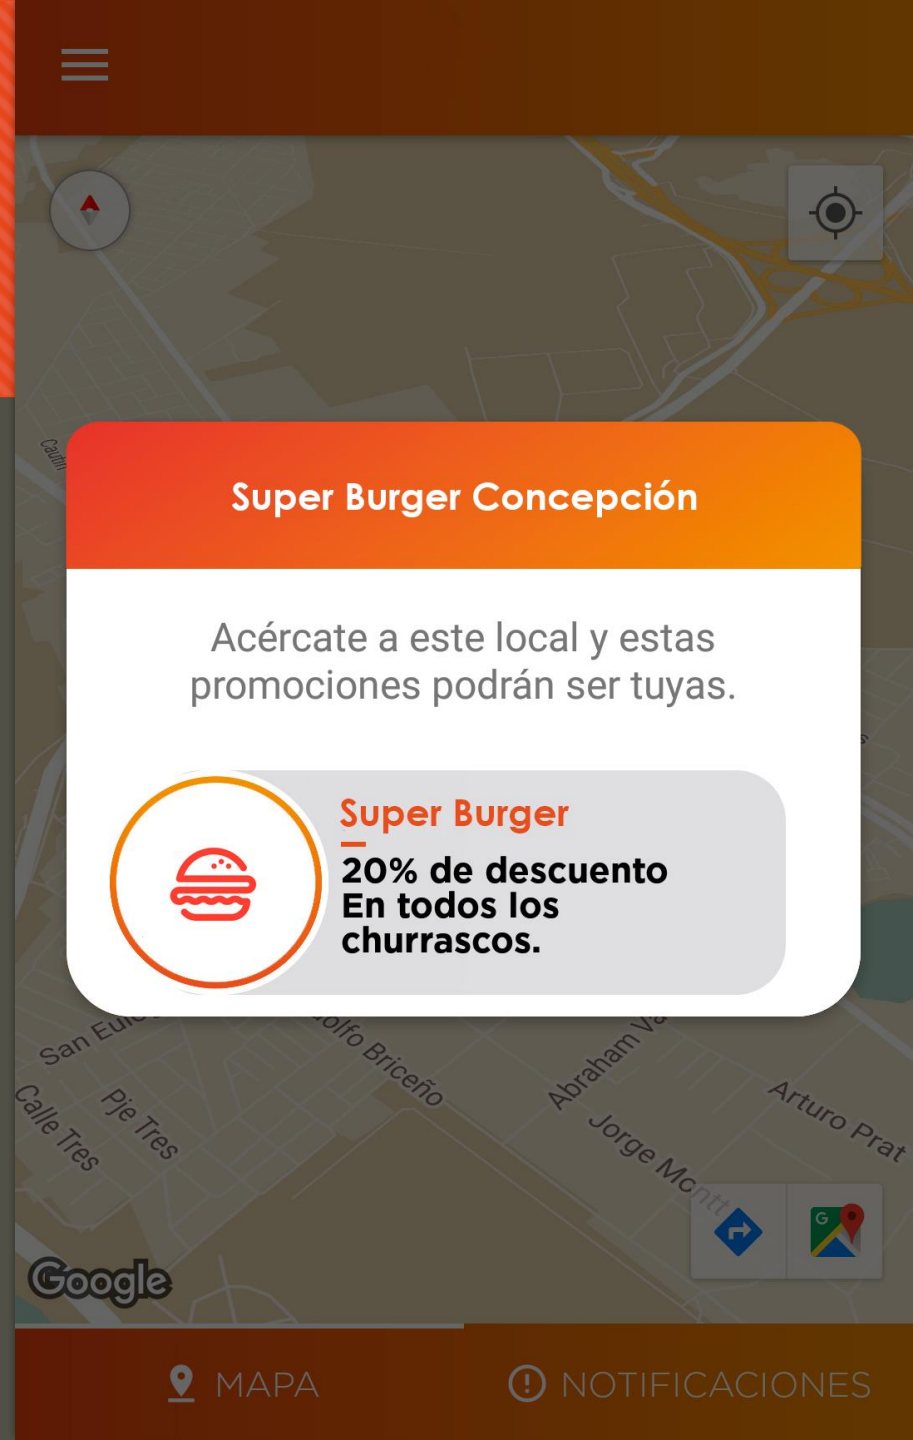 Super Burger Concepción
Acércate a este local y estas
promociones podrán ser tuyas.
Super Burger
20% de descuento
En todos los
churrascos.
San
Briceño
Abraham
Calle Tres
Pje Tres
Jorge Montt
Arturo Prat
G
Google
MAPA
NOTIFICACIONES